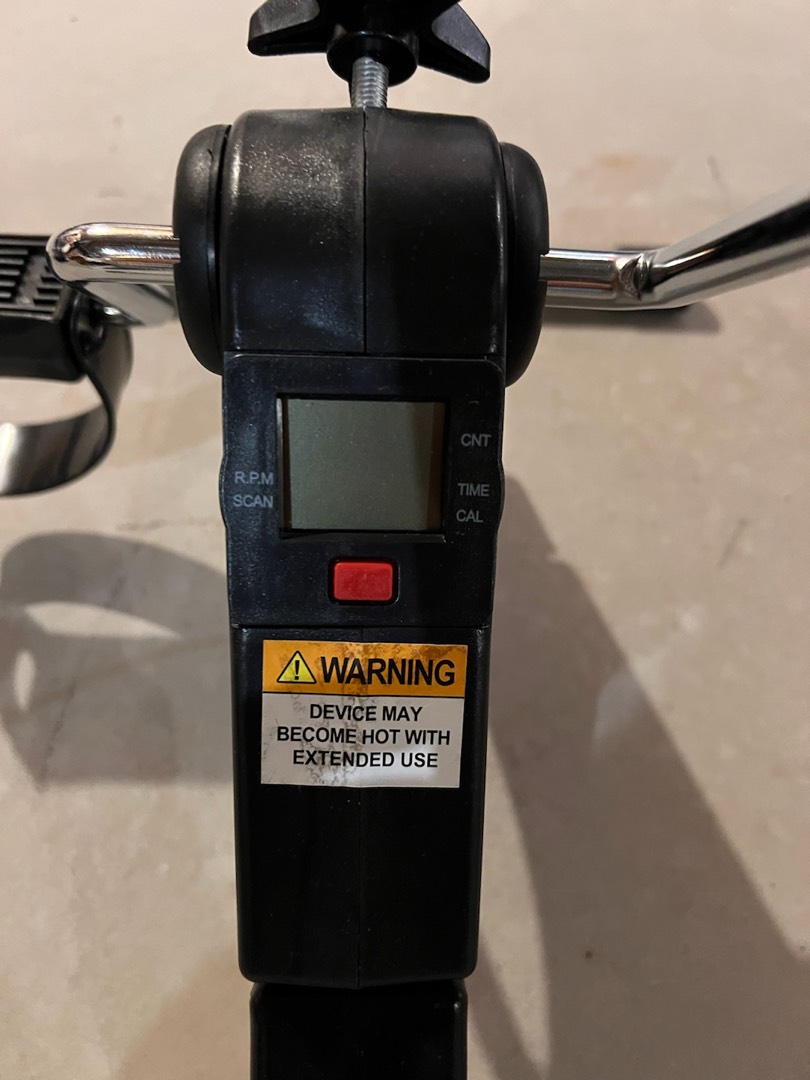 CNT
R.P.M
TIME
SCAN
CAL
WARNING
DEVICE MAY
BECOME HOT WITH
EXTENDED USE